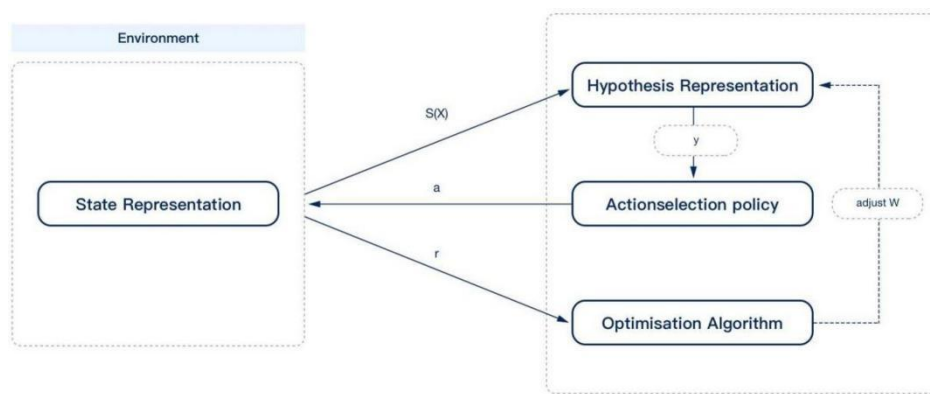 Environment
Hypothesis Representation
S(X)
y
a
State Representation
Actionselection policy
adjust W
r
Optimisation Algorithm